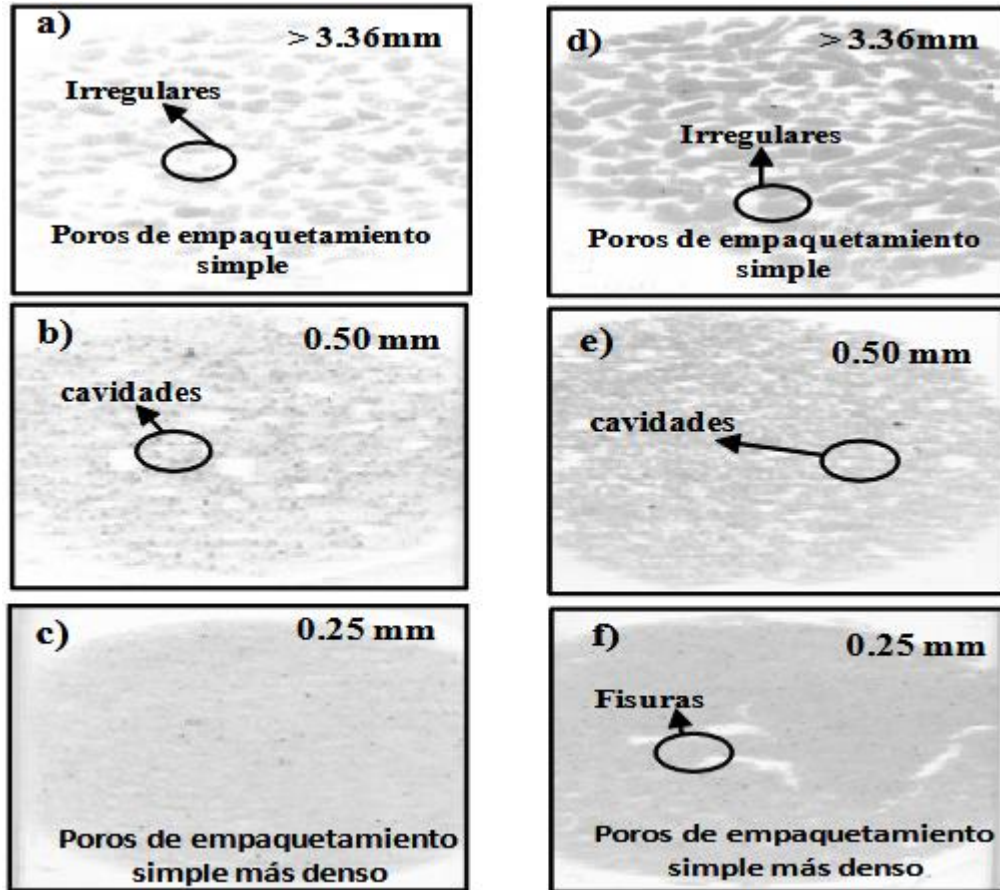 a)
> 3.36mm
Irregulares
Poros de empaquetamiento
simple
b)
0.50 mm
cavidades
c)
0.25 mm
Poros de empaquetamiento
simple más denso
d)
> 3.36mm
Irregulares
Poros de empaquetamiento
simple
e)
0.50 mm
cavidades
f)
0.25 mm
Fisuras
Poros de empaquetamiento
simple más denso